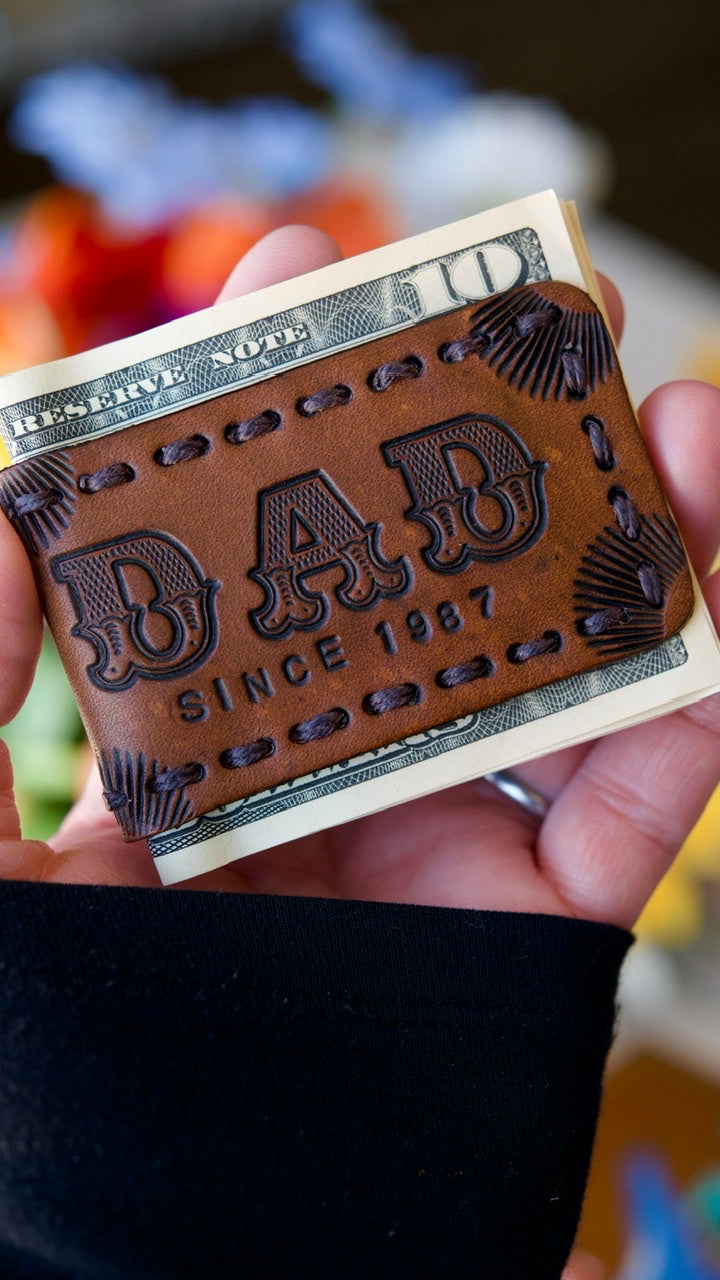 10
RESERVE NOTE
DAD
SINCE 1987